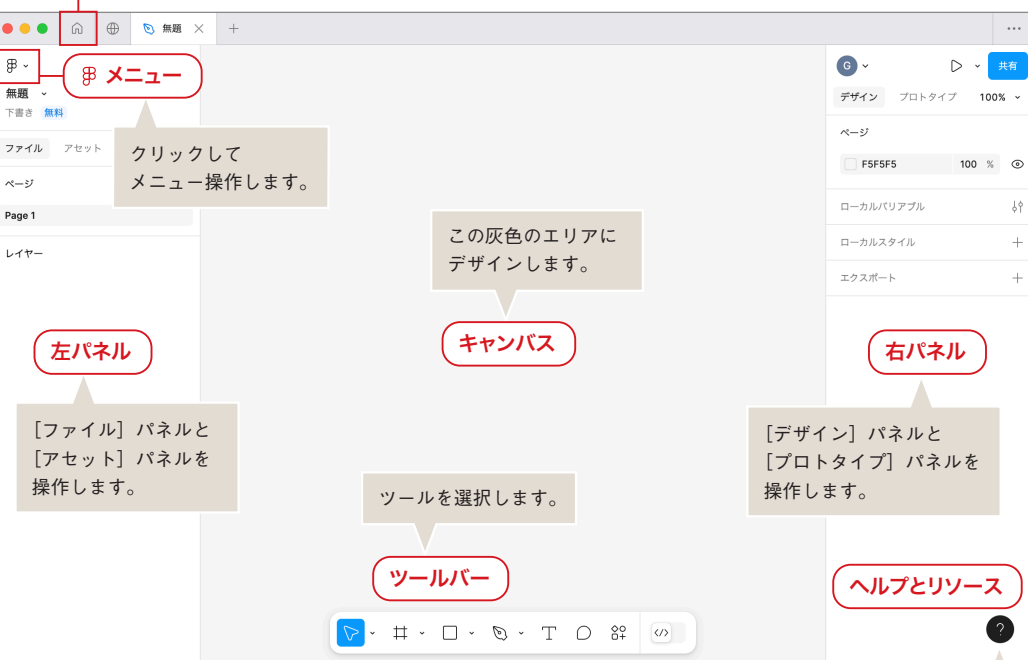 無題
共有
メニュー
無題
下書き 無料
デザイン プロトタイプ 100%
ファイル アセット
クリックして
メニュー操作します。
ページ
F5F5F5 100 %
ページ
Page 1
ローカルバリアブル
この灰色のエリアに
デザインします。
レイヤー
ローカルスタイル
エクスポート
キャンバス
左パネル
右パネル
[ファイル] パネルと
[アセット] パネルを
操作します。
[デザイン] パネルと
[プロトタイプ] パネルを
操作します。
ツールを選択します。
ツールバー
ヘルプとリソース
G
?